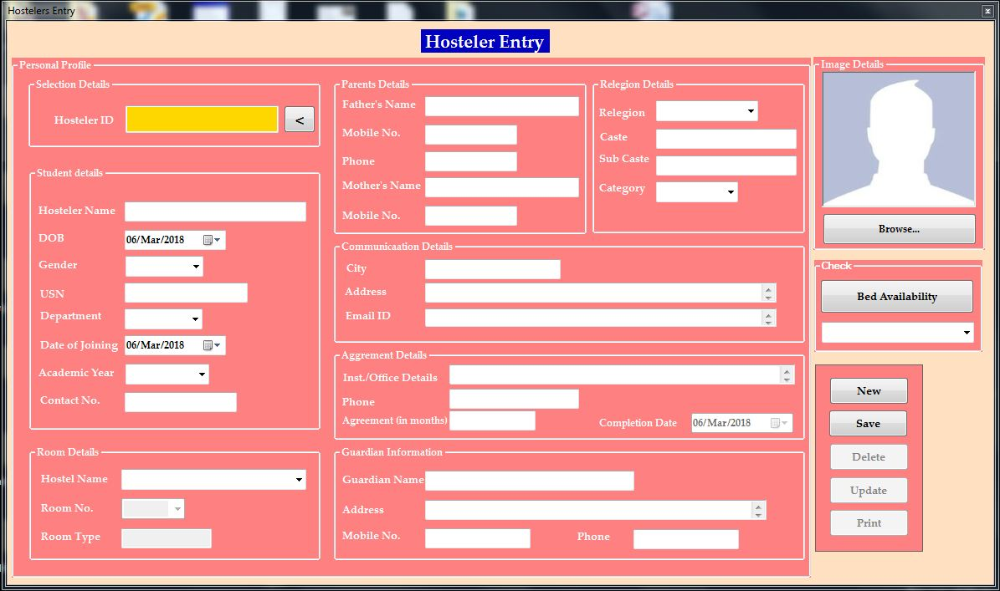 Hostelers Entry
x
Hosteler Entry
Personal Profile
Selection Details
Hosteler ID
<
Student details
Hosteler Name
DOB 06/Mar/2018
Gender
USN
Department
Date of Joining 06/Mar/2018
Academic Year
Contact No.
Room Details
Hostel Name
Room No.
Room Type
Parents Details
Father's Name
Mobile No.
Phone
Mother's Name
Mobile No.
Relegion Details
Relegion
Caste
Sub Caste
Category
Communicaation Details
City
Address
Email ID
Aggrement Details
Inst./Office Details
Phone
Agreement (in months)
Completion Date 06/Mar/2018
Guardian Information
Guardian Name
Address
Mobile No.
Phone
Image Details
Browse...
Check
Bed Availability
New
Save
Delete
Update
Print